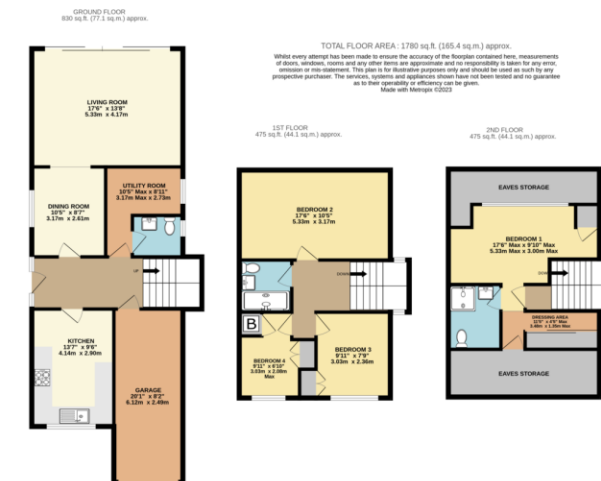 GROUND FLOOR
830 sq.ft. (77.1 sq.m.) approx.
LIVING ROOM
17'6" x 13'8"
5.33m x 4.17m
DINING ROOM
10'5" x 8'7"
3.17m x 2.61m
UTILITY ROOM
10'5" Max x 8'11"
3.17m Max x 2.73m
UP
KITCHEN
13'7" x 9'6"
4.14m x 2.90m
GARAGE
20'1" x 8'2"
6.12m x 2.49m
TOTAL FLOOR AREA : 1780 sq.ft. (165.4 sq.m.) approx.
Whilst every attempt has been made to ensure the accuracy of the floorplan contained here, measurements
of doors, windows, rooms and any other items are approximate and no responsibility is taken for any error,
omission or mis-statement. This plan is for illustrative purposes only and should be used as such by any
prospective purchaser. The services, systems and appliances shown have not been tested and no guarantee
as to their operability or efficiency can be given.
Made with Metropix ©2023
1ST FLOOR
475 sq.ft. (44.1 sq.m.) approx.
BEDROOM 2
17'6" x 10'5"
5.33m x 3.17m
DOWN
B
BEDROOM 4
9'11" x 6'10"
3.03m x 2.08m
Max
BEDROOM 3
9'11" x 7'9"
3.03m x 2.36m
2ND FLOOR
475 sq.ft. (44.1 sq.m.) approx.
EAVES STORAGE
BEDROOM 1
17'6" Max x 9'10" Max
5.33m Max x 3.00m Max
DOWN
DRESSING AREA
EAVES STORAGE